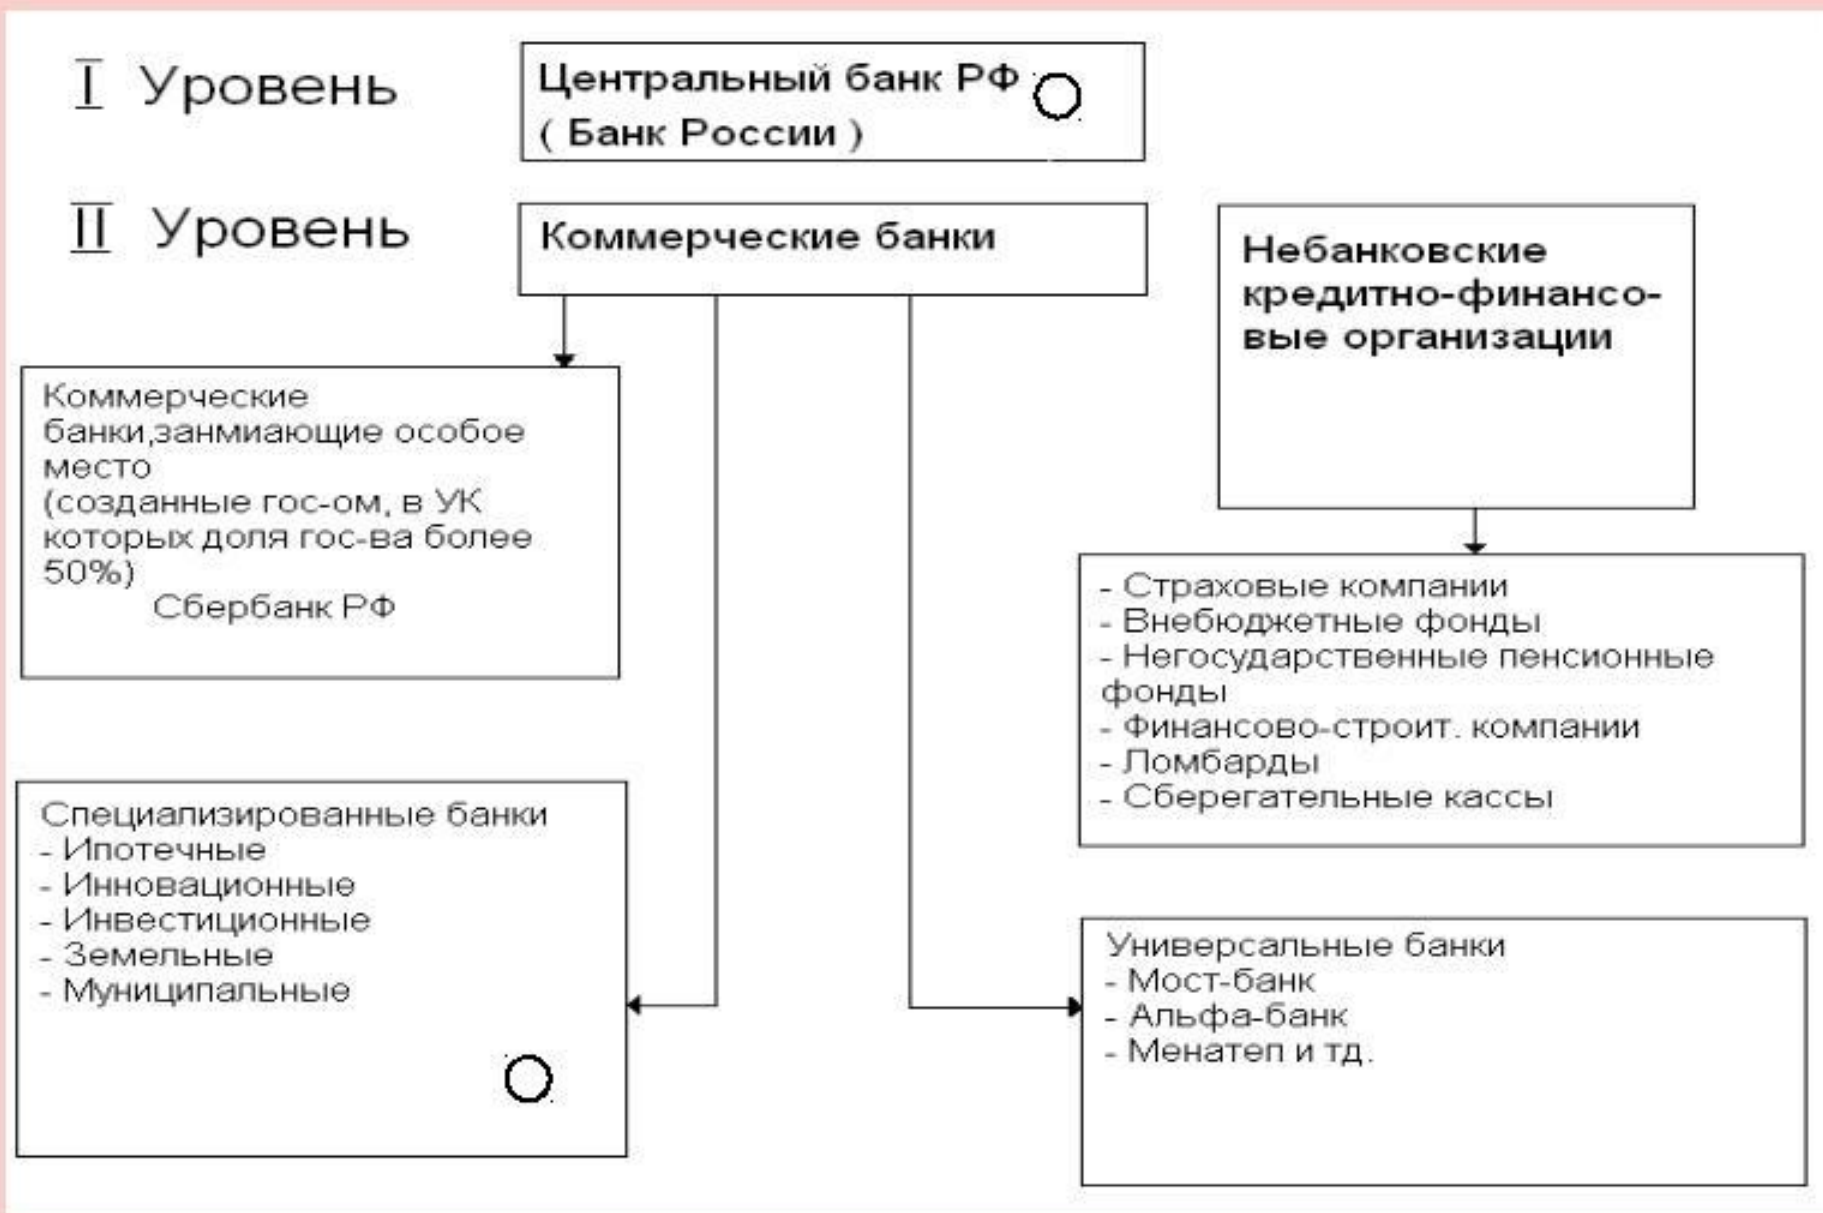 I Уровень
Центральный банк РФ
( Банк России )
II Уровень
Коммерческие банки
Небанковские
кредитно-финансо-
вые организации
Коммерческие
банки,занмиающие особое
место
(созданные гос-ом, в УК
которых доля гос-ва более
50%)
Сбербанк РФ
- Страховые компании
- Внебюджетные фонды
- Негосударственные пенсионные
фонды
- Финансово-строит. компании
- Ломбарды
- Сберегательные кассы
Специализированные банки
- Ипотечные
- Инновационные
- Инвестиционные
- Земельные
- Муниципальные
Универсальные банки
- Мост-банк
- Альфа-банк
- Менатеп и тд.